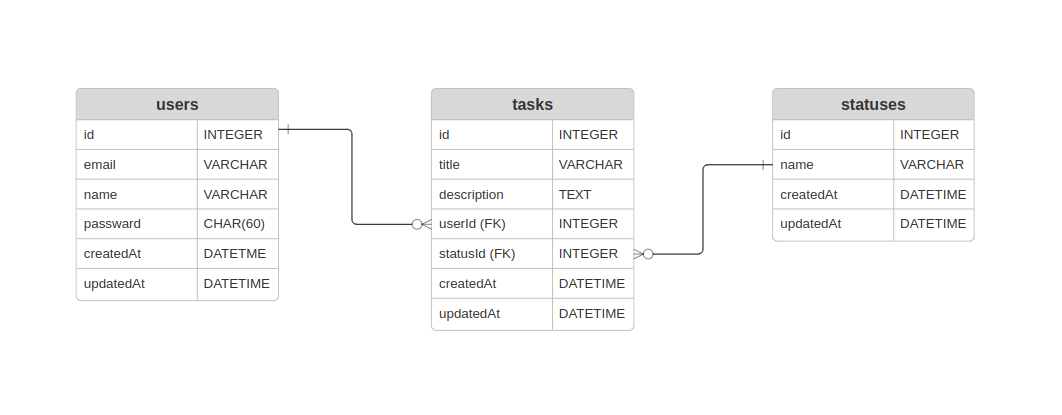 users
id INTEGER
email VARCHAR
name VARCHAR
passward CHAR(60)
createdAt DATETME
updatedAt DATETIME
tasks
id INTEGER
title VARCHAR
description TEXT
userId (FK) INTEGER
statusId (FK) INTEGER
createdAt DATETIME
updatedAt DATETIME
statuses
id INTEGER
name VARCHAR
createdAt DATETIME
updatedAt DATETIME